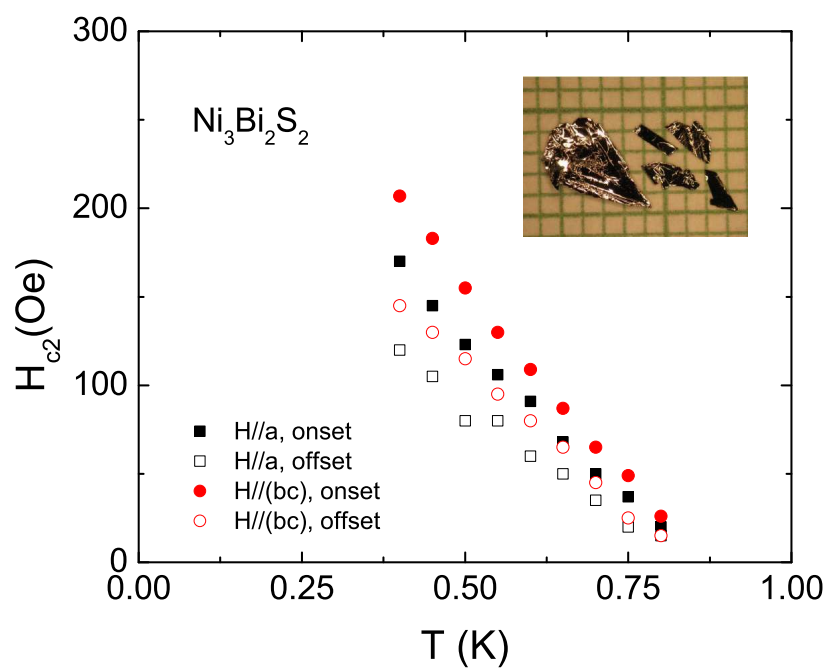 300
200
100
0
H_c2(Oe)
Ni_3Bi_2S_2
H//a, onset
H//a, offset
H//(bc), onset
H//(bc), offset
0.00 0.25 0.50 0.75 1.00
T (K)